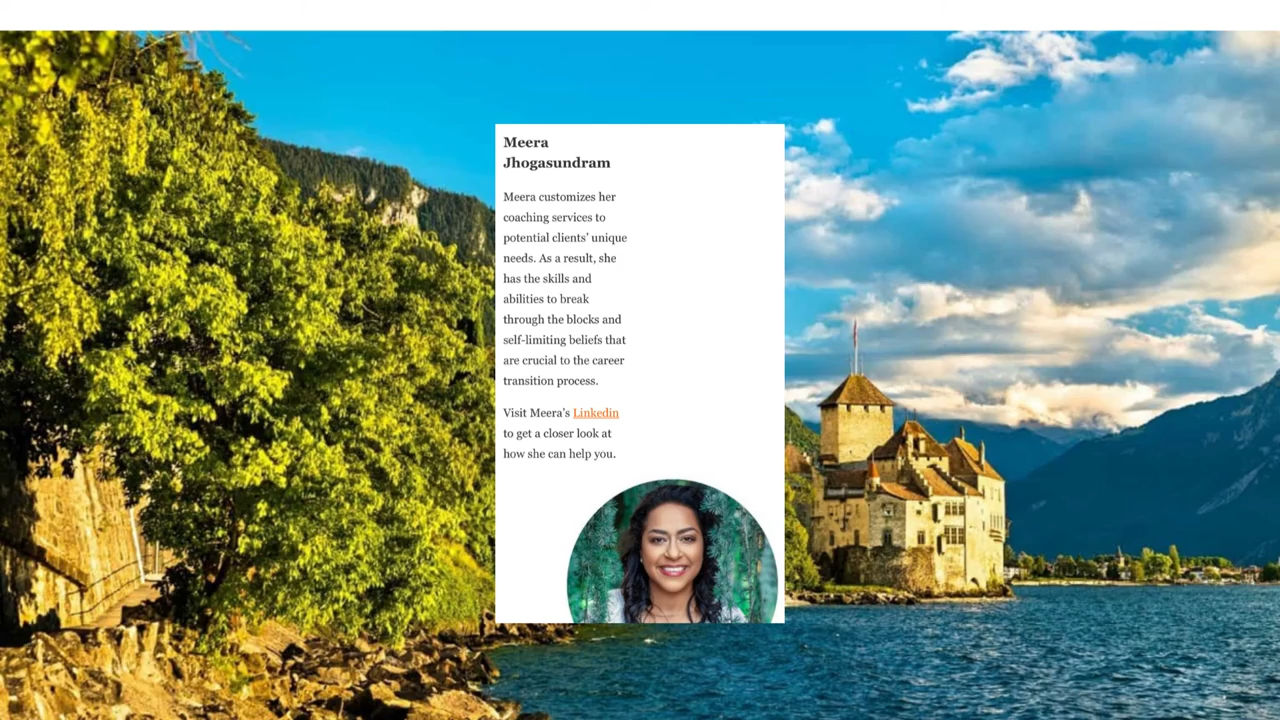 Meera
Jhogasundram
Meera customizes her
coaching services to
potential clients’ unique
needs. As a result, she
has the skills and
abilities to break
through the blocks and
self-limiting beliefs that
are crucial to the career
transition process.
Visit Meera’s Linkedin
to get a closer look at
how she can help you.